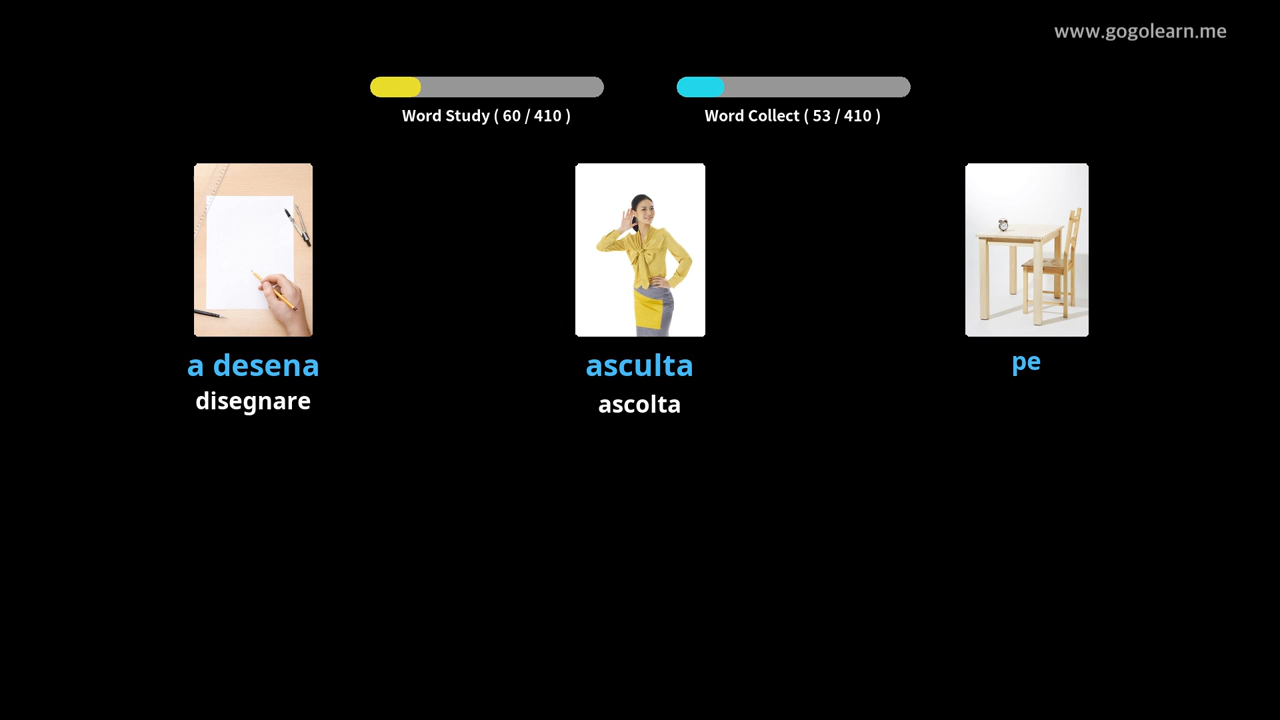 www.gogolearn.me
Word Study ( 60 / 410 )
Word Collect ( 53 / 410 )
a desena
disegnare
asculta
ascolta
pe